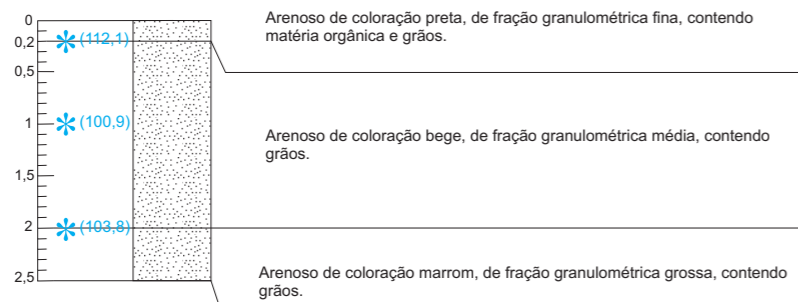 0
Arenoso de coloração preta, de fração granulométrica fina, contendo
matéria orgânica e grãos.
0,2
(112,1)
0,5
1
(100,9)
Arenoso de coloração bege, de fração granulométrica média, contendo
grãos.
1,5
2
(103,8)
2,5
Arenoso de coloração marrom, de fração granulométrica grossa, contendo
grãos.